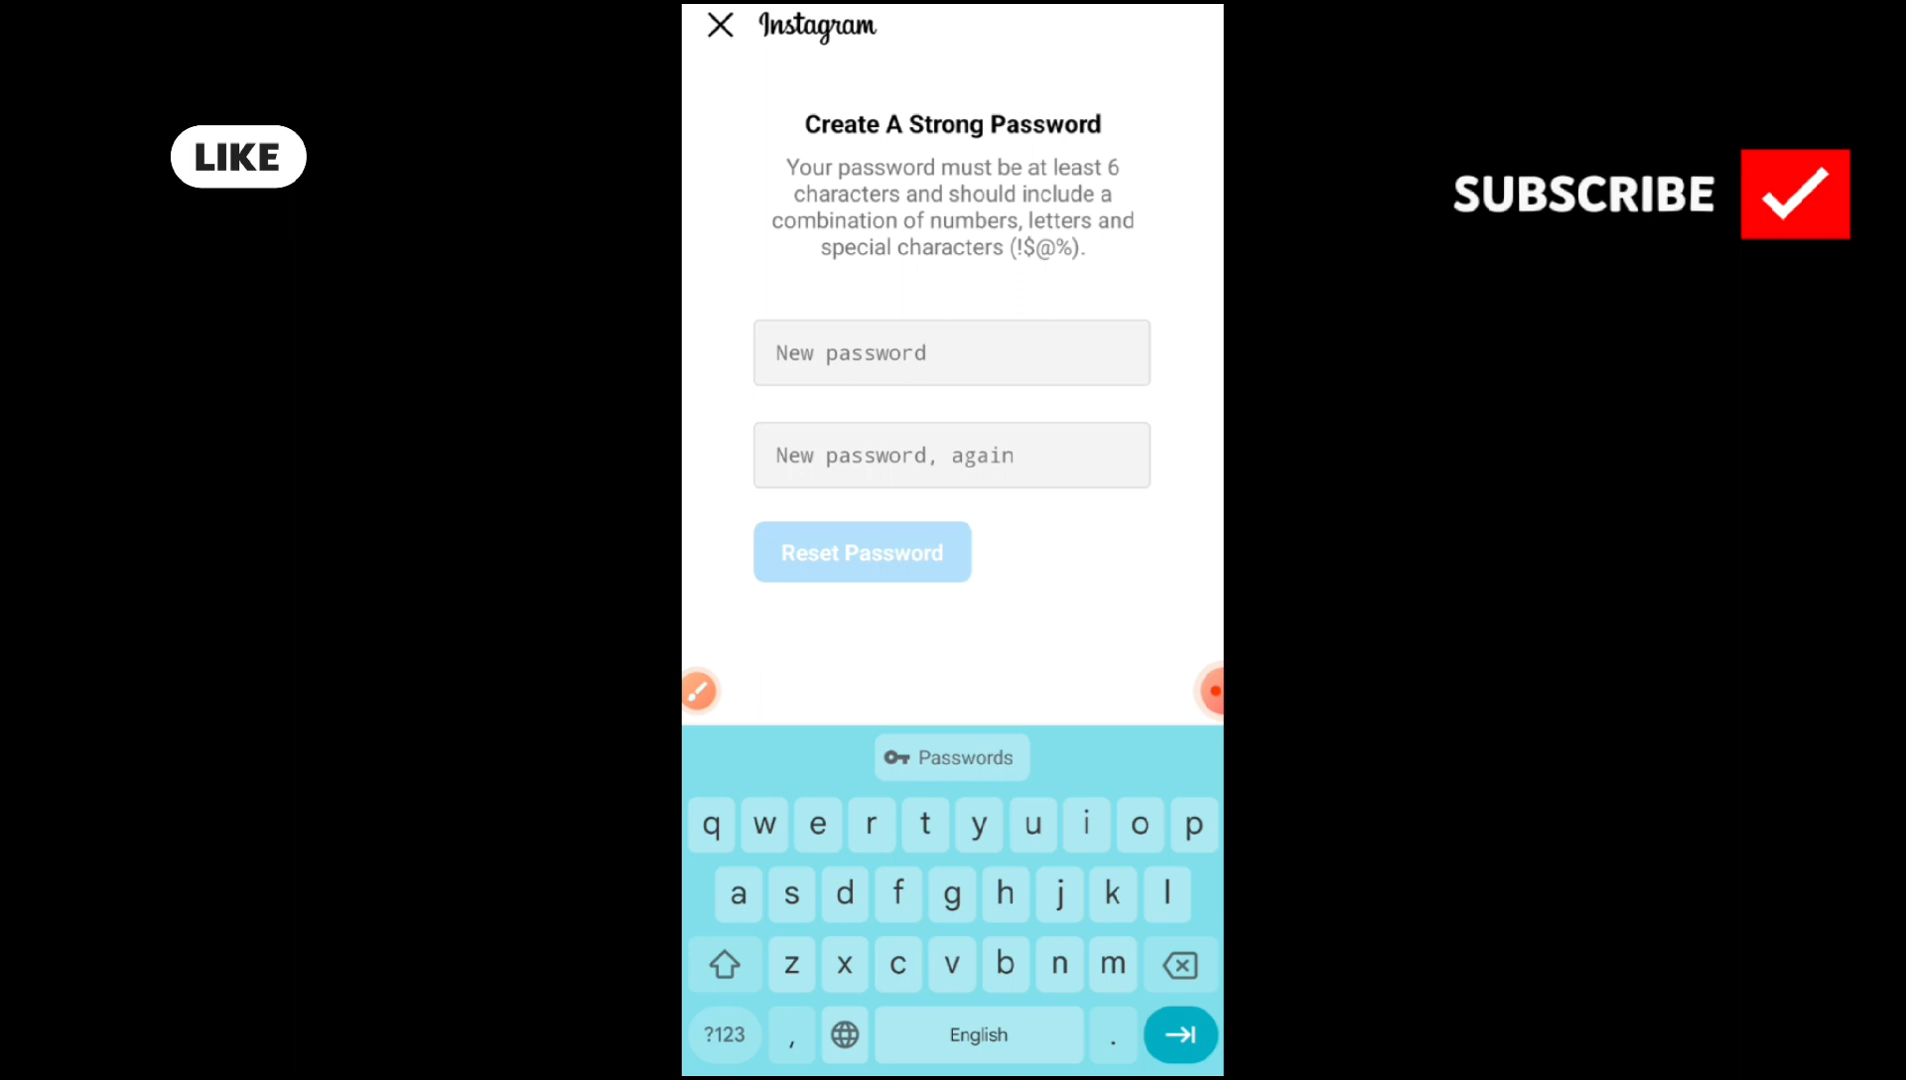 Instagram
LIKE
SUBSCRIBE
Create A Strong Password
Your password must be at least 6
characters and should include a
combination of numbers, letters and
special characters (!$@%).
New password
New password, again
Reset Password
Passwords
q w e r t y u i o p
a s d f g h j k l
z x c v b n m
?123 , English .